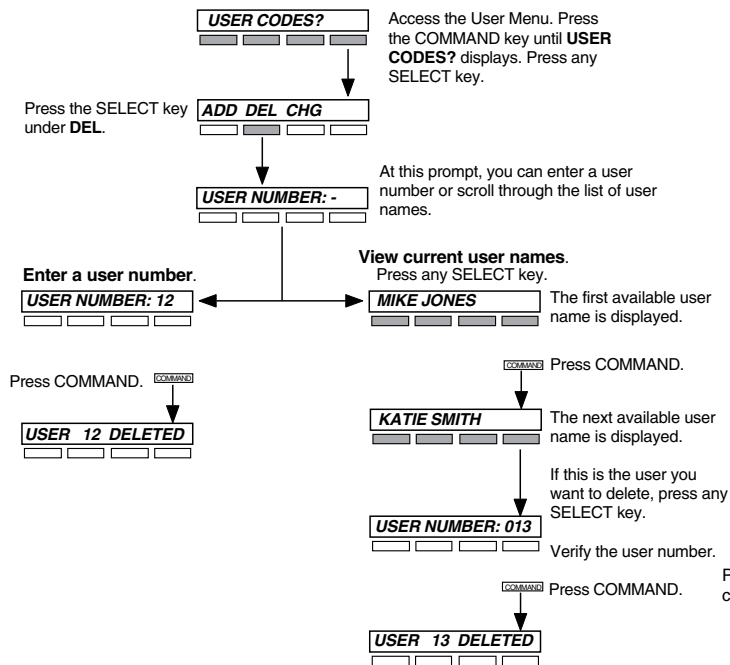 USER CODES?
Access the User Menu. Press
the COMMAND key until USER
CODES? displays. Press any
SELECT key.
Press the SELECT key
under DEL.
ADD DEL CHG
At this prompt, you can enter a user
number or scroll through the list of user
names.
USER NUMBER: -
View current user names.
Press any SELECT key.
Enter a user number.
USER NUMBER: 12
MIKE JONES
The first available user
name is displayed.
Press COMMAND.
COMMAND
USER 12 DELETED
COMMAND
Press COMMAND.
KATIE SMITH
The next available user
name is displayed.
If this is the user you
want to delete, press any
SELECT key.
USER NUMBER: 013
Verify the user number.
COMMAND
Press COMMAND.
USER 13 DELETED